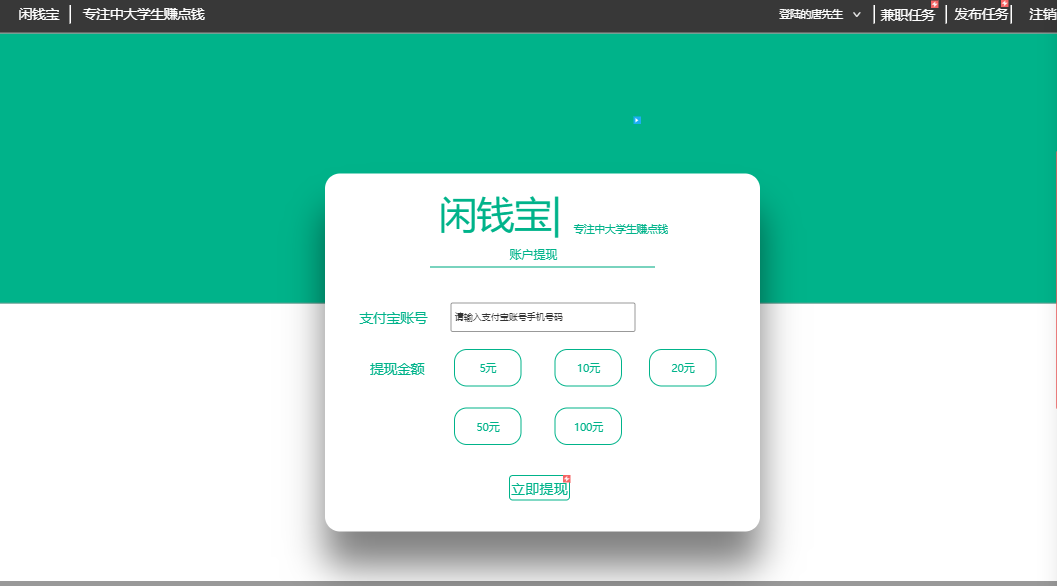 闲钱宝 专注中大学生赚点钱 登陆的唐先生 兼职任务 发布任务 注销
闲钱宝 专注中大学生赚点钱
账户提现
支付宝账号 请输入支付宝账号手机号码
提现金额 5元 10元 20元
50元 100元
立即提现